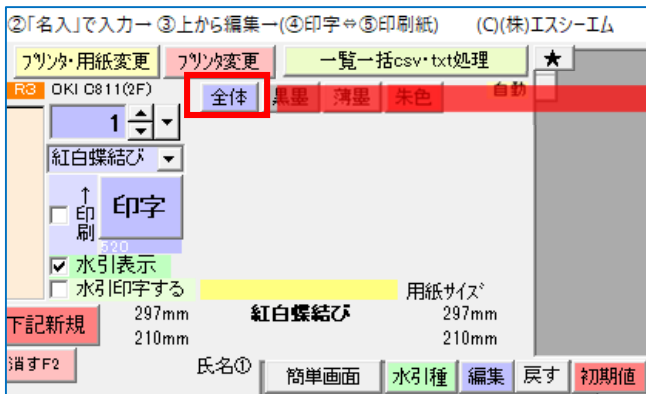 ②「名入」で入力→ ③上から編集→(④印字⇔⑤印刷紙) (C)(株)エスシーエム
プリンタ・用紙変更 プリンタ変更 一覧一括csv・txt処理 ★
R3 OKI C811(2F) 全体 黒墨 薄墨 朱色 自動
1
紅白蝶結び
↑印刷 印字
520
水引表示
水引印字する 用紙サイズ
下記新規 297mm 紅白蝶結び 297mm
210mm 210mm
消すF2 氏名① 簡単画面 水引種 編集 戻す 初期値